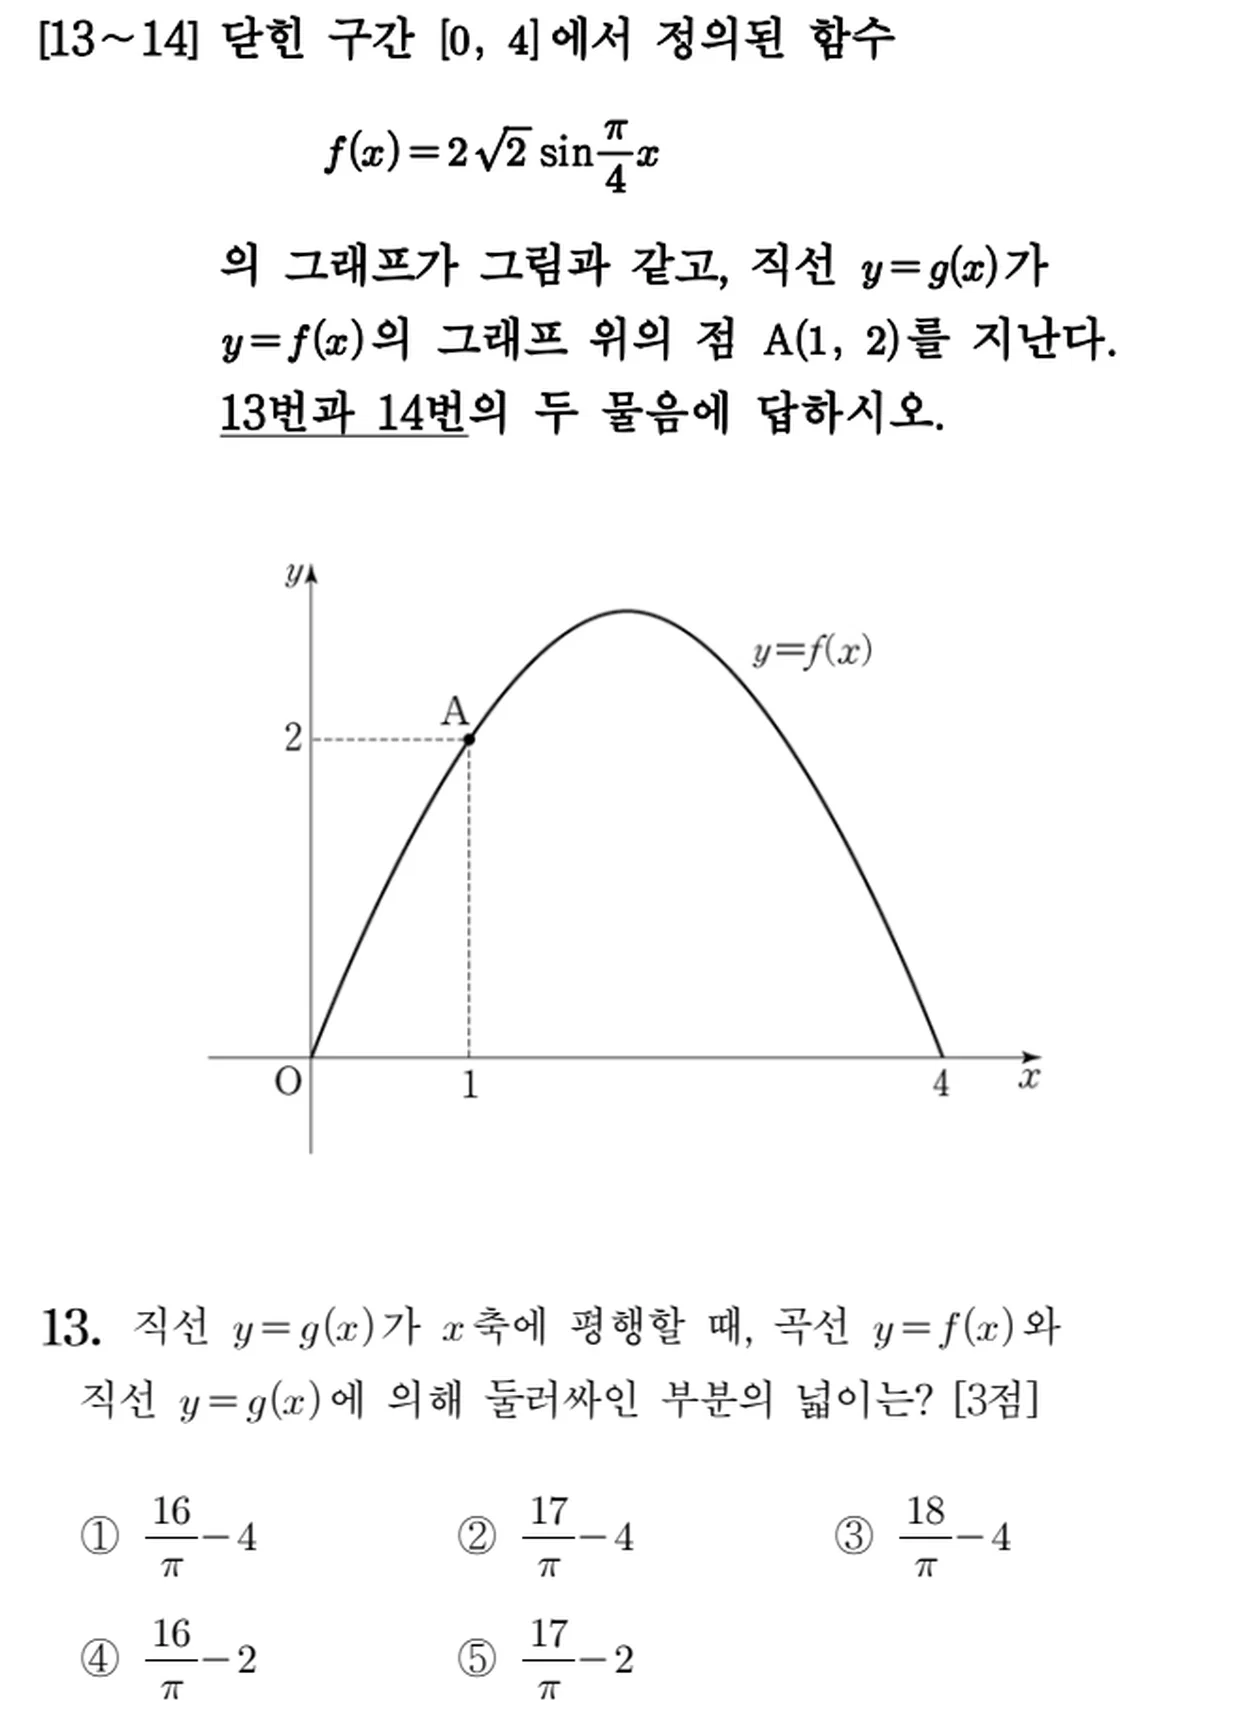 [13~14] 닫힌 구간 [0, 4]에서 정의된 함수
f(x)=2√2 sin π/4 x
의 그래프가 그림과 같고, 직선 y=g(x)가
y=f(x)의 그래프 위의 점 A(1, 2)를 지난다.
13번과 14번의 두 물음에 답하시오.
y
y=f(x)
A
2
O 1 4 x
13. 직선 y=g(x)가 x축에 평행할 때, 곡선 y=f(x)와
직선 y=g(x)에 의해 둘러싸인 부분의 넓이는? [3점]
① 16/π-4 ② 17/π-4 ③ 18/π-4
④ 16/π-2 ⑤ 17/π-2